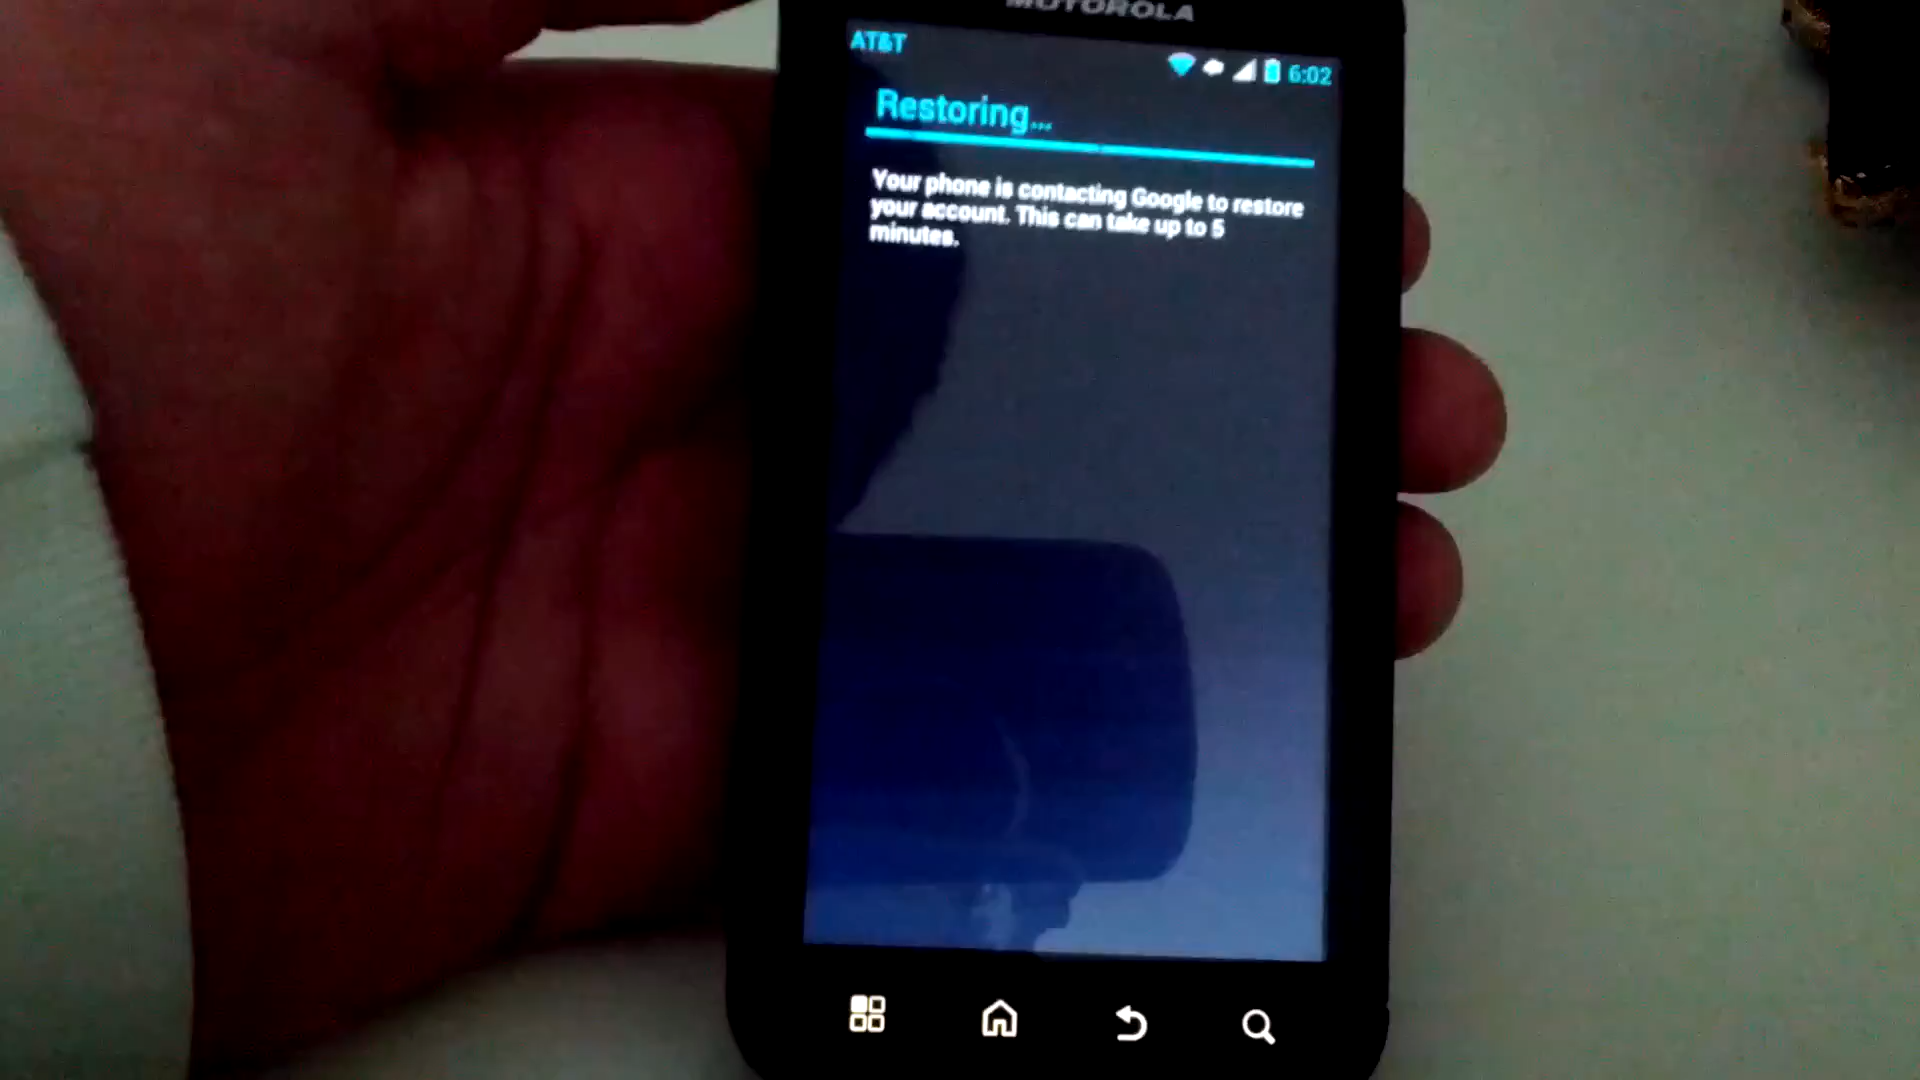 MOTOROLA
AT&T
6:02
Restoring...
Your phone is contacting Google to restore
your account. This can take up to 5
minutes.